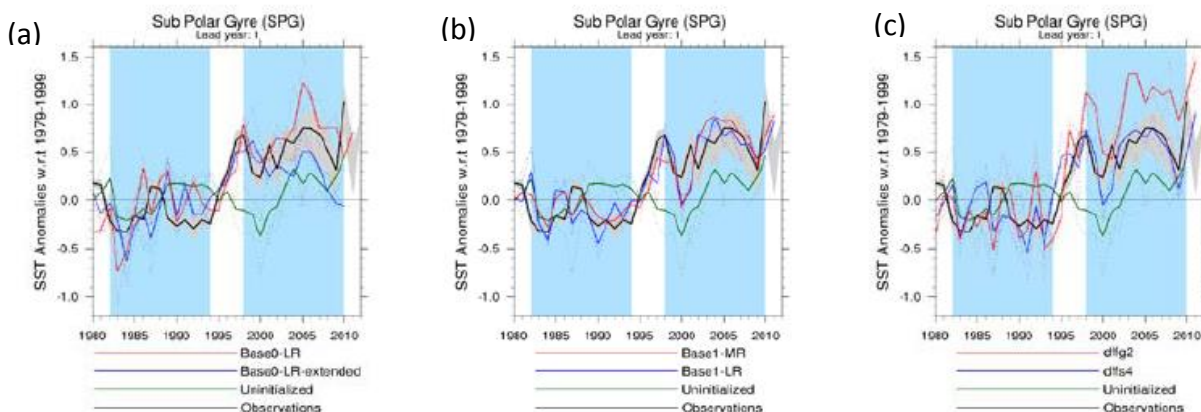 (a)
Sub Polar Gyre (SPG)
Lead year: 1
SST Anomalies w.r.t 1979-1999
1.5
1.0
0.5
0.0
-0.5
-1.0
1980 1985 1990 1995 2000 2005 2010
Base0-LR
Base0-LR-extended
Uninitialized
Observations
(b)
Sub Polar Gyre (SPG)
Lead year: 1
SST Anomalies w.r.t 1979-1999
1.5
1.0
0.5
0.0
-0.5
-1.0
1980 1985 1990 1995 2000 2005 2010
Base1-MR
Base1-LR
Uninitialized
Observations
(c)
Sub Polar Gyre (SPG)
Lead year: 1
SST Anomalies w.r.t 1979-1999
1.5
1.0
0.5
0.0
-0.5
-1.0
1980 1985 1990 1995 2000 2005 2010
dffs4
Uninitialized
Observations